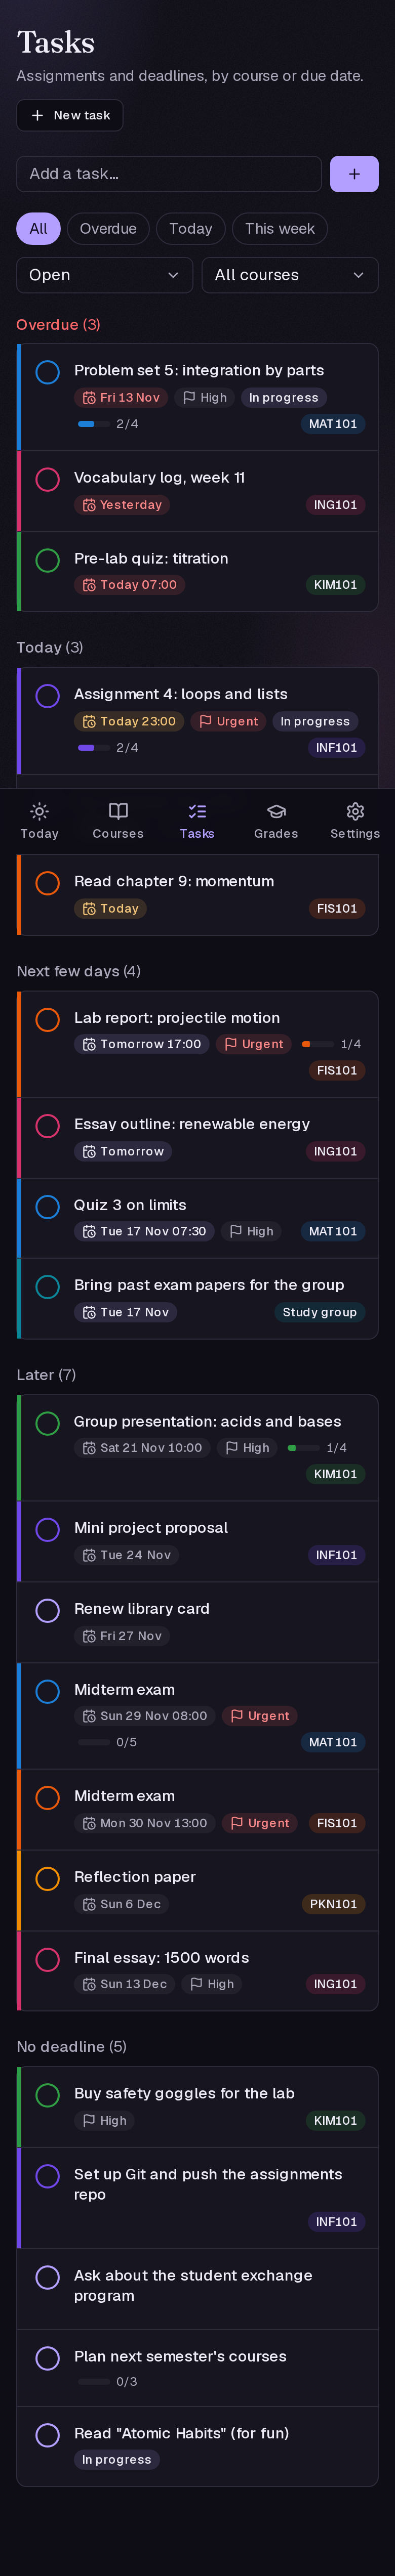 Tasks
Assignments and deadlines, by course or due date.
New task
Add a task...
All Overdue Today This week
Open All courses
Overdue (3)
Problem set 5: integration by parts
Fri 13 Nov High In progress
2/4 MAT101
Vocabulary log, week 11
Yesterday ING101
Pre-lab quiz: titration
Today 07:00 KIM101
Today (3)
Assignment 4: loops and lists
Today 23:00 Urgent In progress
2/4 INF101
Today Courses Tasks Grades Settings
Read chapter 9: momentum
Today FIS101
Next few days (4)
Lab report: projectile motion
Tomorrow 17:00 Urgent 1/4
FIS101
Essay outline: renewable energy
Tomorrow ING101
Quiz 3 on limits
Tue 17 Nov 07:30 High MAT101
Bring past exam papers for the group
Tue 17 Nov Study group
Later (7)
Group presentation: acids and bases
Sat 21 Nov 10:00 High 1/4
KIM101
Mini project proposal
Tue 24 Nov INF101
Renew library card
Fri 27 Nov
Midterm exam
Sun 29 Nov 08:00 Urgent
0/5 MAT101
Midterm exam
Mon 30 Nov 13:00 Urgent FIS101
Reflection paper
Sun 6 Dec PKN101
Final essay: 1500 words
Sun 13 Dec High ING101
No deadline (5)
Buy safety goggles for the lab
High KIM101
Set up Git and push the assignments
repo
INF101
Ask about the student exchange
program
Plan next semester's courses
0/3
Read "Atomic Habits" (for fun)
In progress